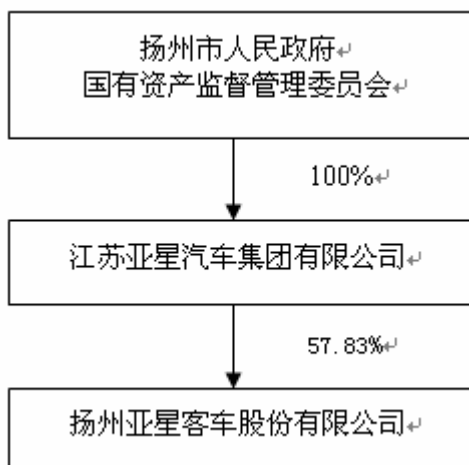 扬州市人民政府
国有资产监督管理委员会
100%
江苏亚星汽车集团有限公司
57.83%
扬州亚星客车股份有限公司